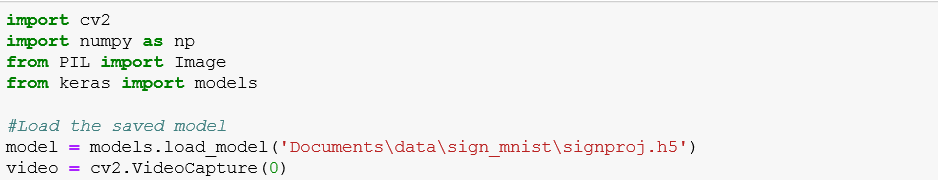 import cv2
import numpy as np
from PIL import Image
from keras import models
#Load the saved model
model = models.load_model('Documents\data\sign_mnist\signproj.h5')
video = cv2.VideoCapture(0)